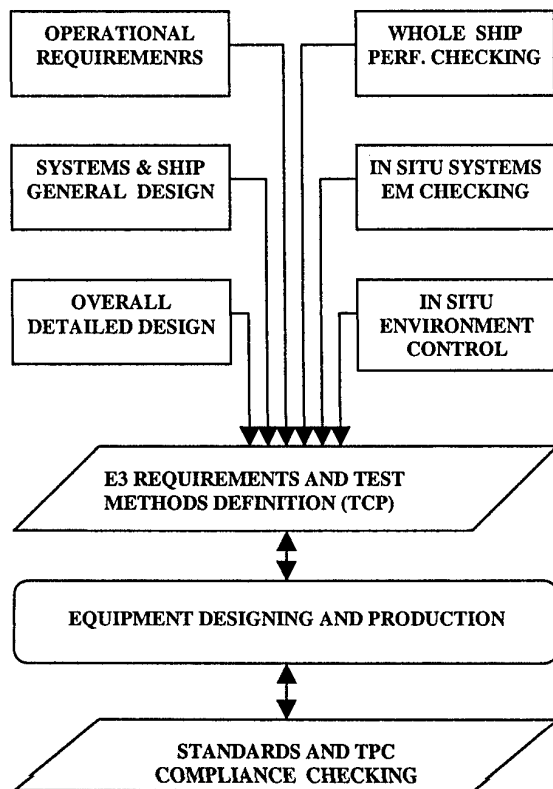 OPERATIONAL
REQUIREMENRS
WHOLE SHIP
PERF. CHECKING
SYSTEMS & SHIP
GENERAL DESIGN
IN SITU SYSTEMS
EM CHECKING
OVERALL
DETAILED DESIGN
IN SITU
ENVIRONMENT
CONTROL
E3 REQUIREMENTS AND TEST
METHODS DEFINITION (TCP)
EQUIPMENT DESIGNING AND PRODUCTION
STANDARDS AND TPC
COMPLIANCE CHECKING